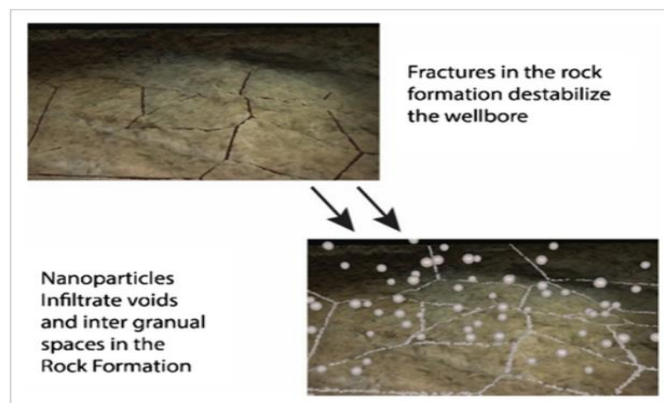 Fractures in the rock
formation destabilize
the wellbore
Nanoparticles
Infiltrate voids
and inter granual
spaces in the
Rock Formation